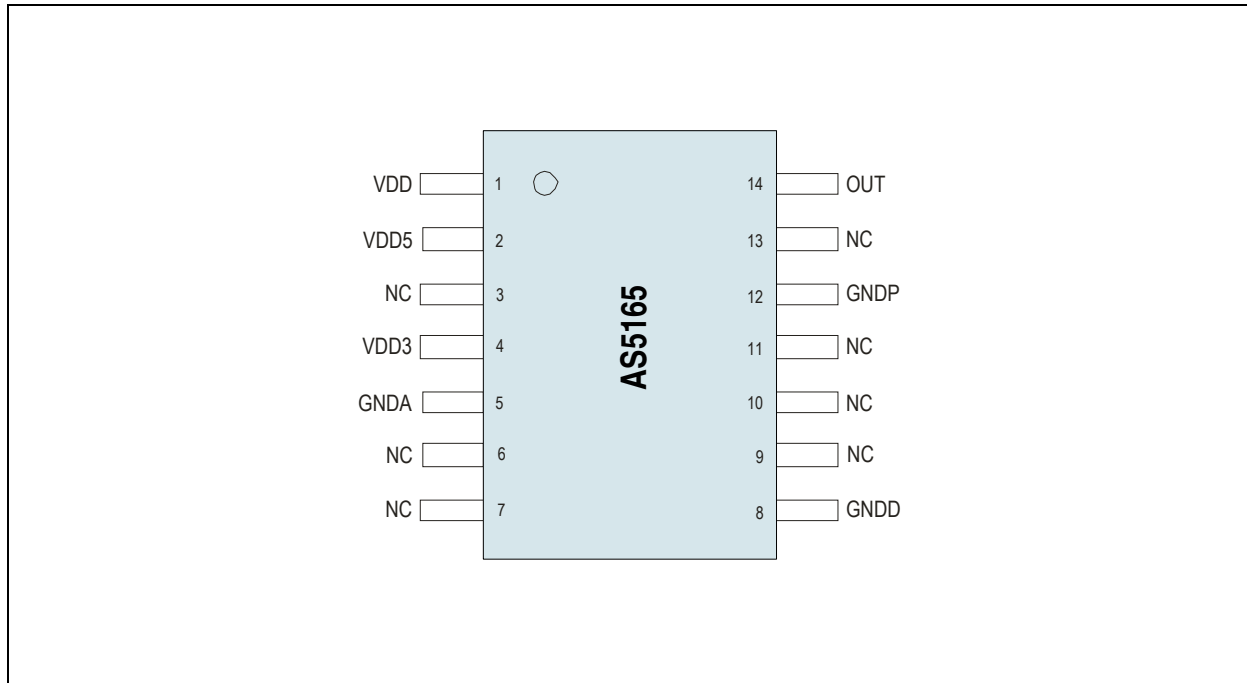 VDD 1 14 OUT
VDD5 2 13 NC
NC 3 12 GNDP
VDD3 4 11 NC
GNDA 5 10 NC
NC 6 9 NC
NC 7 8 GNDD
AS5165